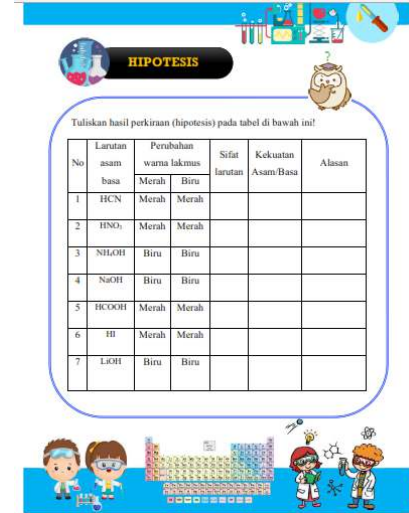 HIPOTESIS
?
Tuliskan hasil perkiraan (hipotesis) pada tabel di bawah ini!
No Larutan asam basa Perubahan warna lakmus Sifat larutan Kekuatan Asam/Basa Alasan
Merah Biru
1 HCN Merah Merah
2 HNO₃ Merah Merah
3 NH₄OH Biru Biru
4 NaOH Biru Biru
5 HCOOH Merah Merah
6 HI Merah Merah
7 LiOH Biru Biru